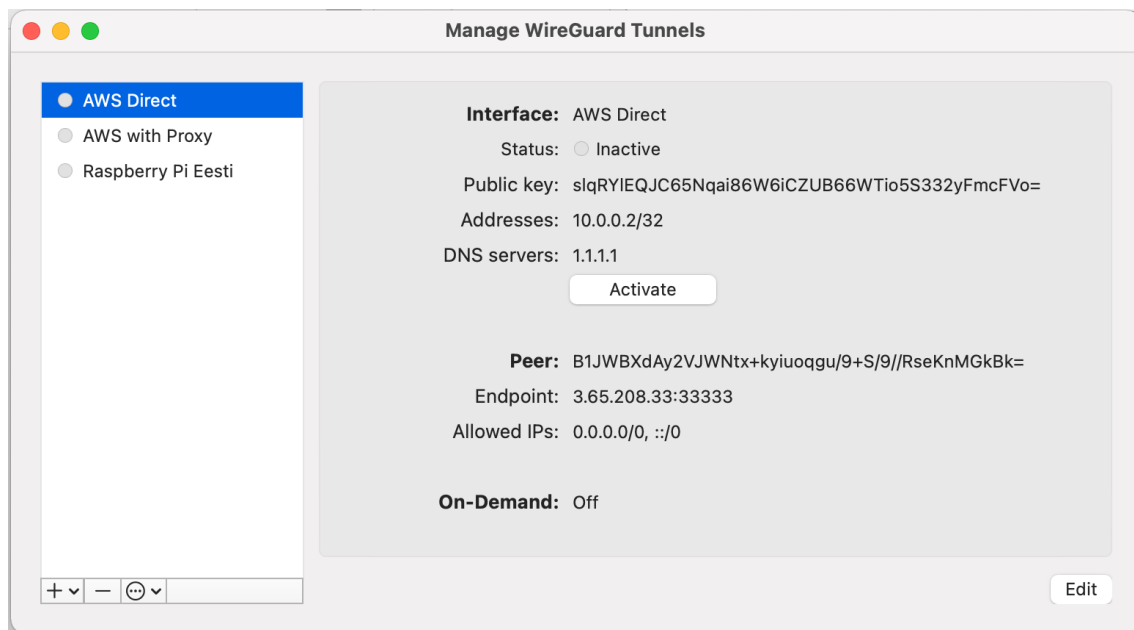 Manage WireGuard Tunnels
AWS Direct
AWS with Proxy
Raspberry Pi Eesti
Interface: AWS Direct
Status: Inactive
Public key: slqRYlEQJC65Nqai86W6iCZUB66WTio5S332yFmcFVo=
Addresses: 10.0.0.2/32
DNS servers: 1.1.1.1
Activate
Peer: B1JWBXdAy2VJWNtx+kyiuoqgu/9+S/9//RseKnMGkBk=
Endpoint: 3.65.208.33:33333
Allowed IPs: 0.0.0.0/0, ::/0
On-Demand: Off
Edit